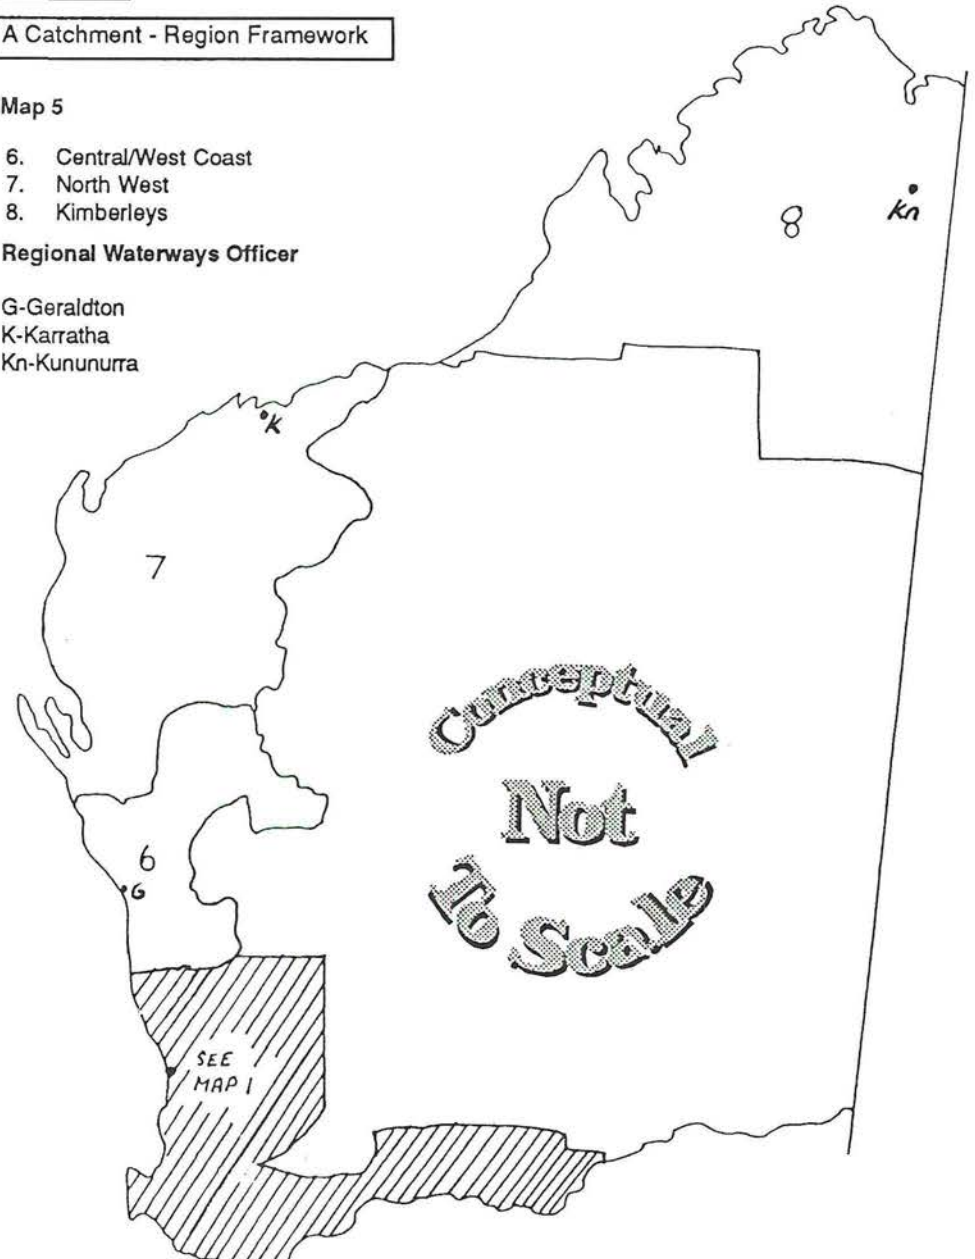 A Catchment - Region Framework
Map 5
6. Central/West Coast
7. North West
8. Kimberleys
Regional Waterways Officer
G-Geraldton
K-Karratha
Kn-Kununurra
8
Kn
K
7
6
G
Conceptual
Not
To Scale
SEE
MAP 1